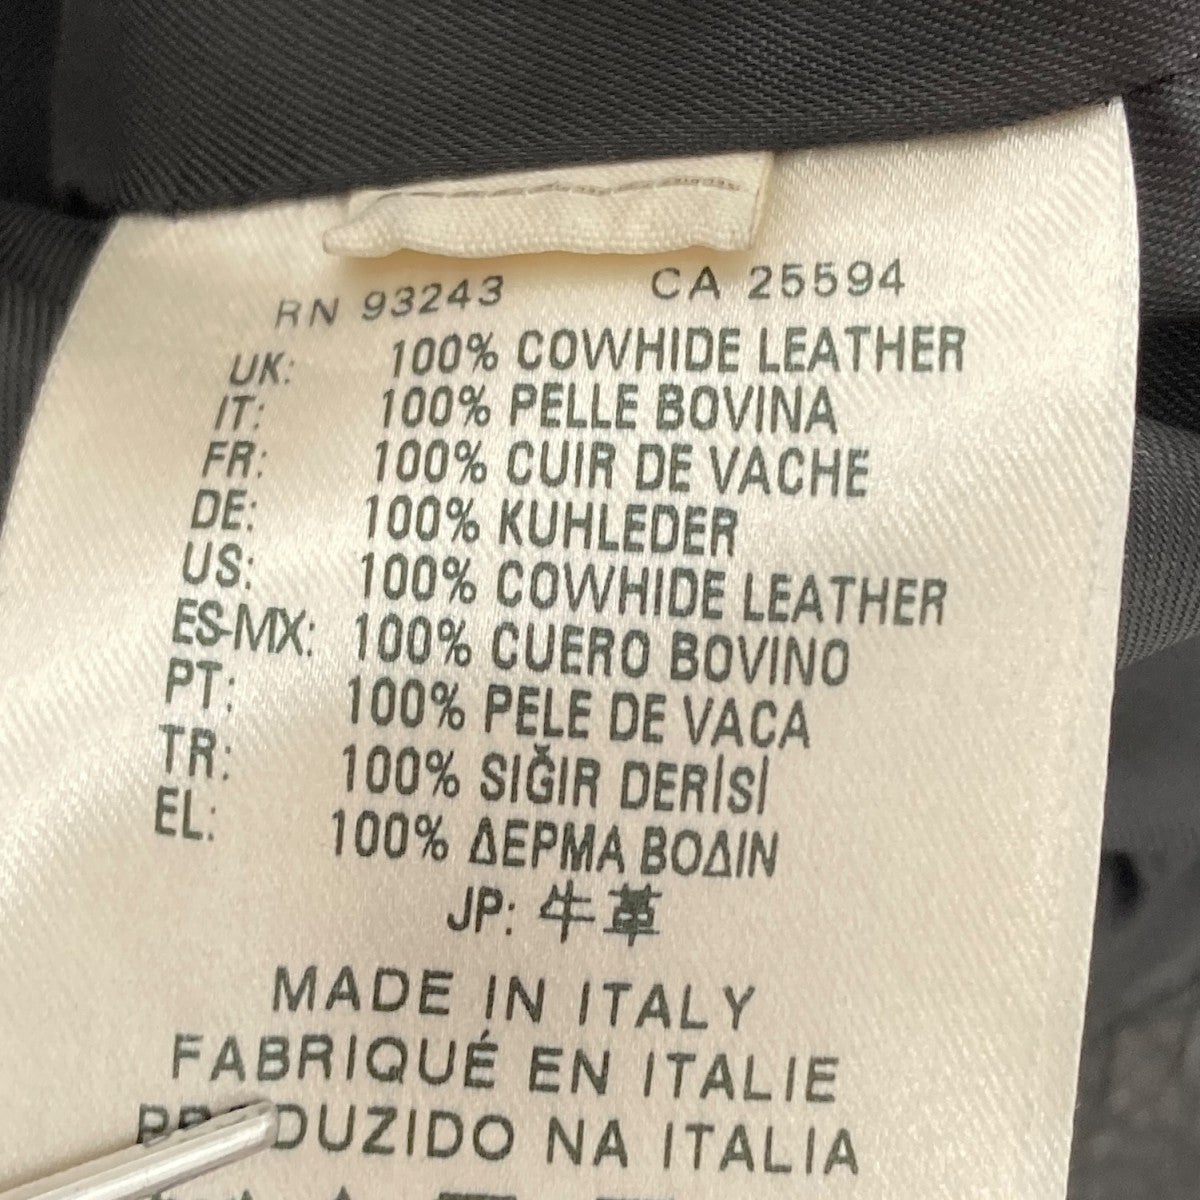 RN 93243 CA 25594
UK: 100% COWHIDE LEATHER
IT: 100% PELLE BOVINA
FR: 100% CUIR DE VACHE
DE: 100% KUHLEDER
US: 100% COWHIDE LEATHER
ES-MX: 100% CUERO BOVINO
PT: 100% PELE DE VACA
TR: 100% SIĞIR DERİSİ
EL: 100% ΔΕΡΜΑ ΒΟΔΙΝ
JP: 牛革
MADE IN ITALY
FABRIQUÉ EN ITALIE
PRODUZIDO NA ITALIA